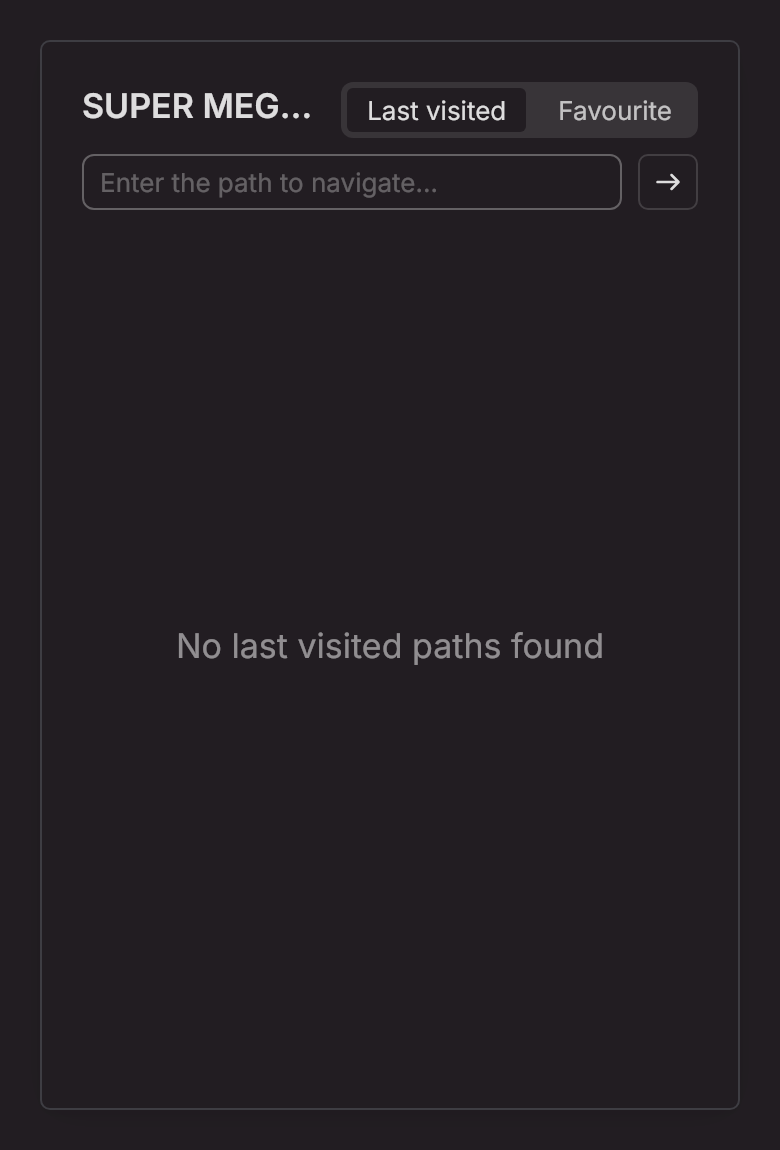 SUPER MEG... Last visited Favourite
Enter the path to navigate...
No last visited paths found